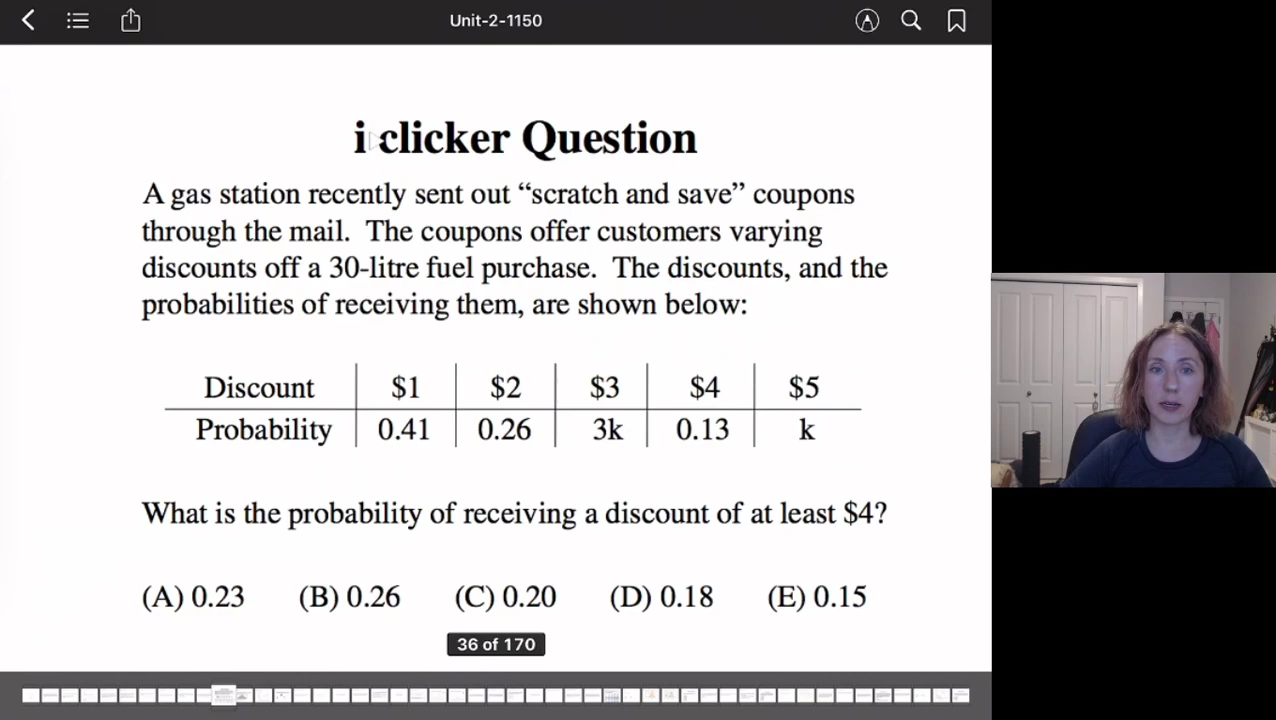 Unit-2-1150
i clicker Question
A gas station recently sent out “scratch and save” coupons
through the mail. The coupons offer customers varying
discounts off a 30-litre fuel purchase. The discounts, and the
probabilities of receiving them, are shown below:
Discount $1 $2 $3 $4 $5
Probability 0.41 0.26 3k 0.13 k
What is the probability of receiving a discount of at least $4?
(A) 0.23 (B) 0.26 (C) 0.20 (D) 0.18 (E) 0.15
36 of 170